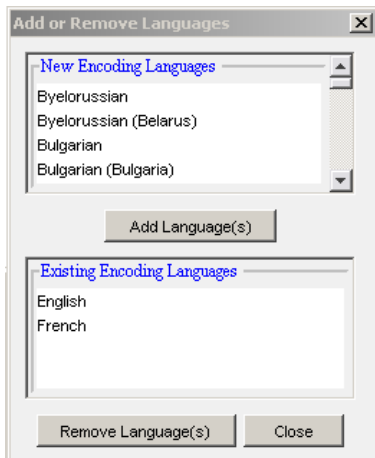 Add or Remove Languages
New Encoding Languages
Byelorussian
Byelorussian (Belarus)
Bulgarian
Bulgarian (Bulgaria)
Add Language(s)
Existing Encoding Languages
English
French
Remove Language(s) Close